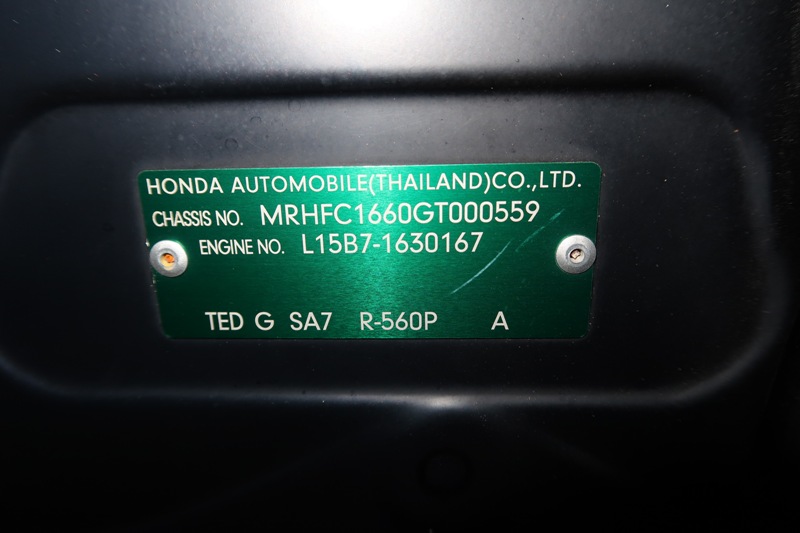 HONDA AUTOMOBILE(THAILAND)CO.,LTD.
CHASSIS NO. MRHFC1660GT000559
ENGINE NO. L15B7-1630167
TED G SA7 R-560P A